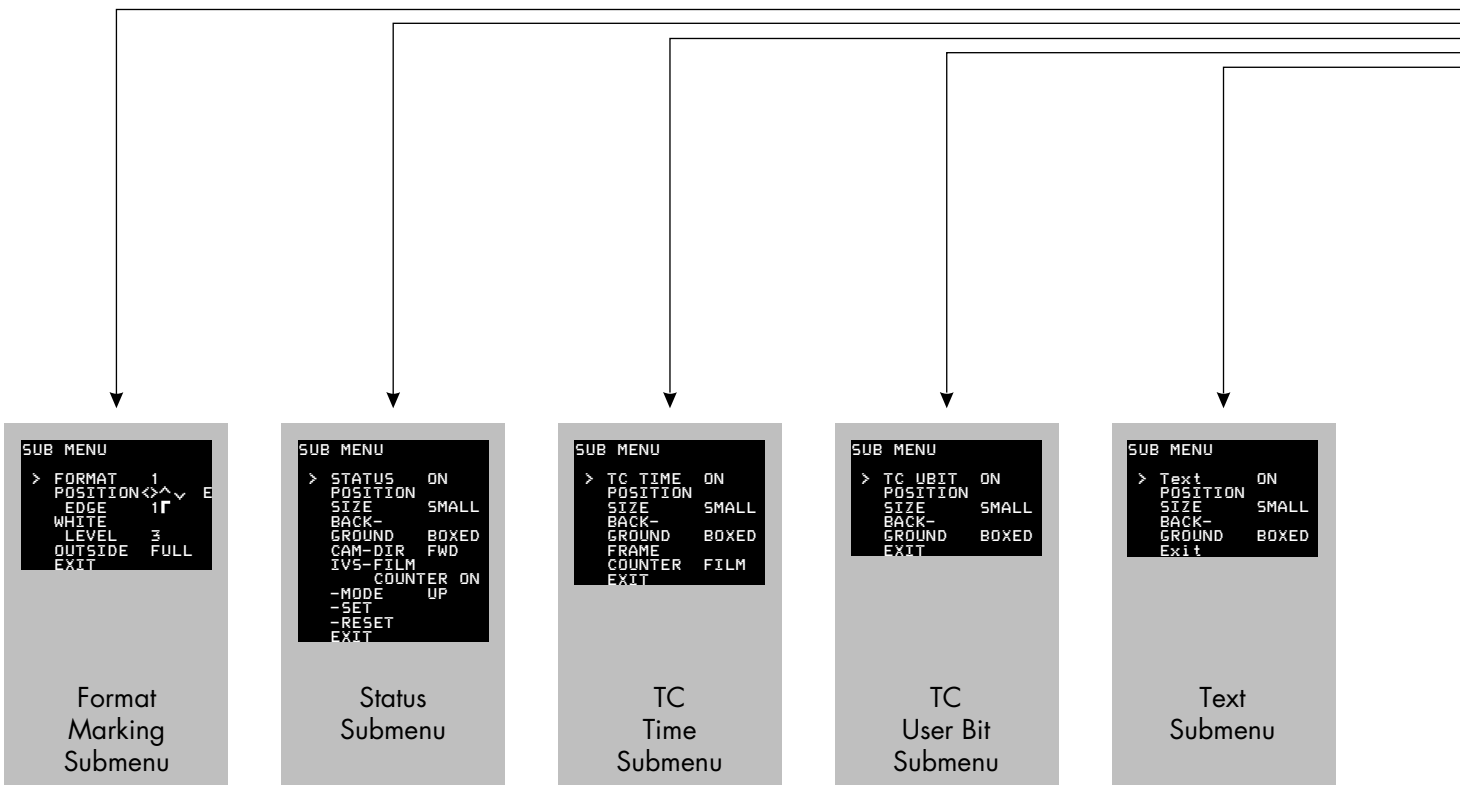 SUB MENU
> FORMAT 1
POSITION<>^⌄ E
EDGE 1┏
WHITE
LEVEL 3
OUTSIDE FULL
EXIT
Format
Marking
Submenu
SUB MENU
> STATUS ON
POSITION
SIZE SMALL
BACK-
GROUND BOXED
CAM-DIR FWD
IVS-FILM
COUNTER ON
-MODE UP
-SET
-RESET
EXIT
Status
Submenu
SUB MENU
> TC TIME ON
POSITION
SIZE SMALL
BACK-
GROUND BOXED
FRAME
COUNTER FILM
EXIT
TC
Time
Submenu
SUB MENU
> TC UBIT ON
POSITION
SIZE SMALL
BACK-
GROUND BOXED
EXIT
TC
User Bit
Submenu
SUB MENU
> Text ON
POSITION
SIZE SMALL
BACK-
GROUND BOXED
Exit
Text
Submenu